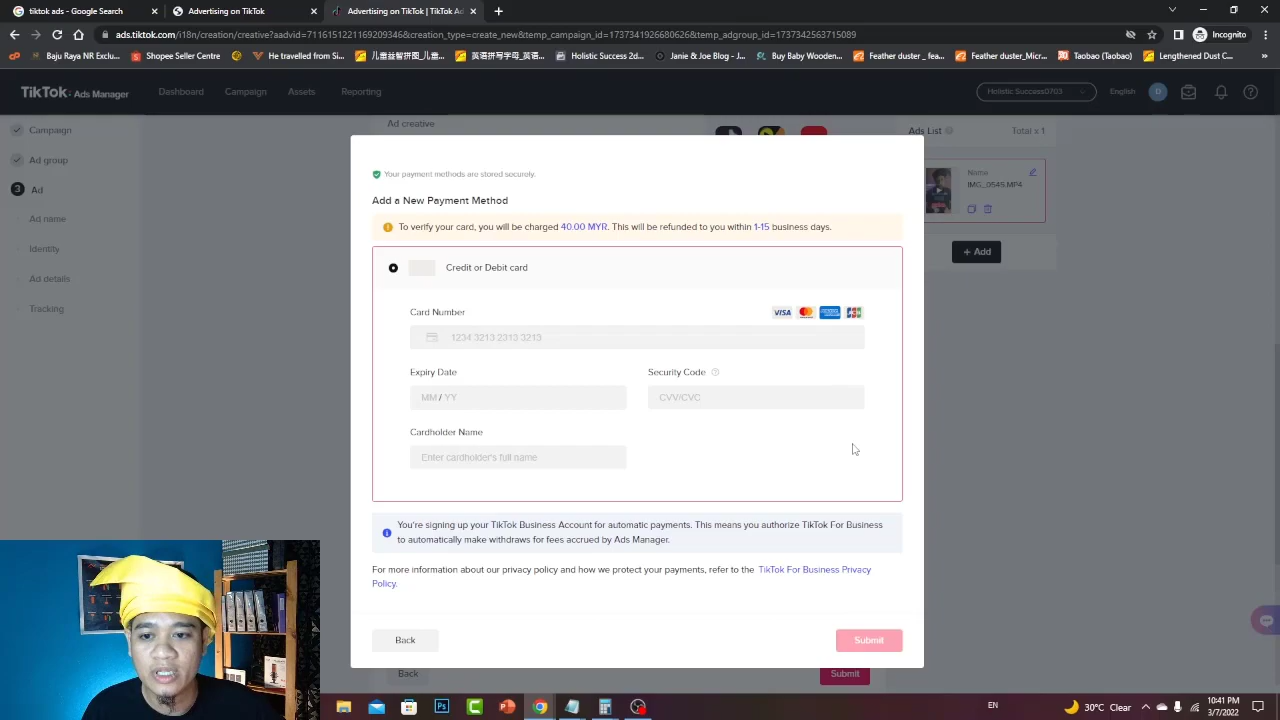 tiktok ads - Google Search
Advertising on TikTok
Advertising on TikTok | TikTok Ad
ads.tiktok.com/i18n/creation/creative?aadvid=7116151221169209346&creation_type=create_new&temp_campaign_id=1737341926680626&temp_adgroup_id=1737342563715089
Incognito
Baju Raya NR EXCLU...
Shopee Seller Centre
He travelled from Si...
Holistic Success 2d...
Janie & Joe Blog - J...
Buy Baby Wooden...
Feather duster_fea...
Taobao (Taobao)
Lengthened Dust C...
TikTok: Ads Manager
Dashboard
Campaign
Assets
Reporting
Holistic Success0703
English
D
Campaign
Ad group
3 Ad
Ad name
Identity
Ad details
Tracking
Ad creative
Ads List
Total x 1
Name
IMG_0545.MP4
+ Add
Your payment methods are stored securely.
Add a New Payment Method
To verify your card, you will be charged 40.00 MYR. This will be refunded to you within 1-15 business days.
Credit or Debit card
Card Number
VISA
1234 3213 2313 3213
Expiry Date
Security Code
MM / YY
CVV/CVC
Cardholder Name
Enter cardholder's full name
You're signing up your TikTok Business Account for automatic payments. This means you authorize TikTok For Business
to automatically make withdraws for fees accrued by Ads Manager.
For more information about our privacy policy and how we protect your payments, refer to the TikTok For Business Privacy
Policy.
Back
Submit
Back
Submit
EN
30°C Clear
10:41 PM
3/7/2022